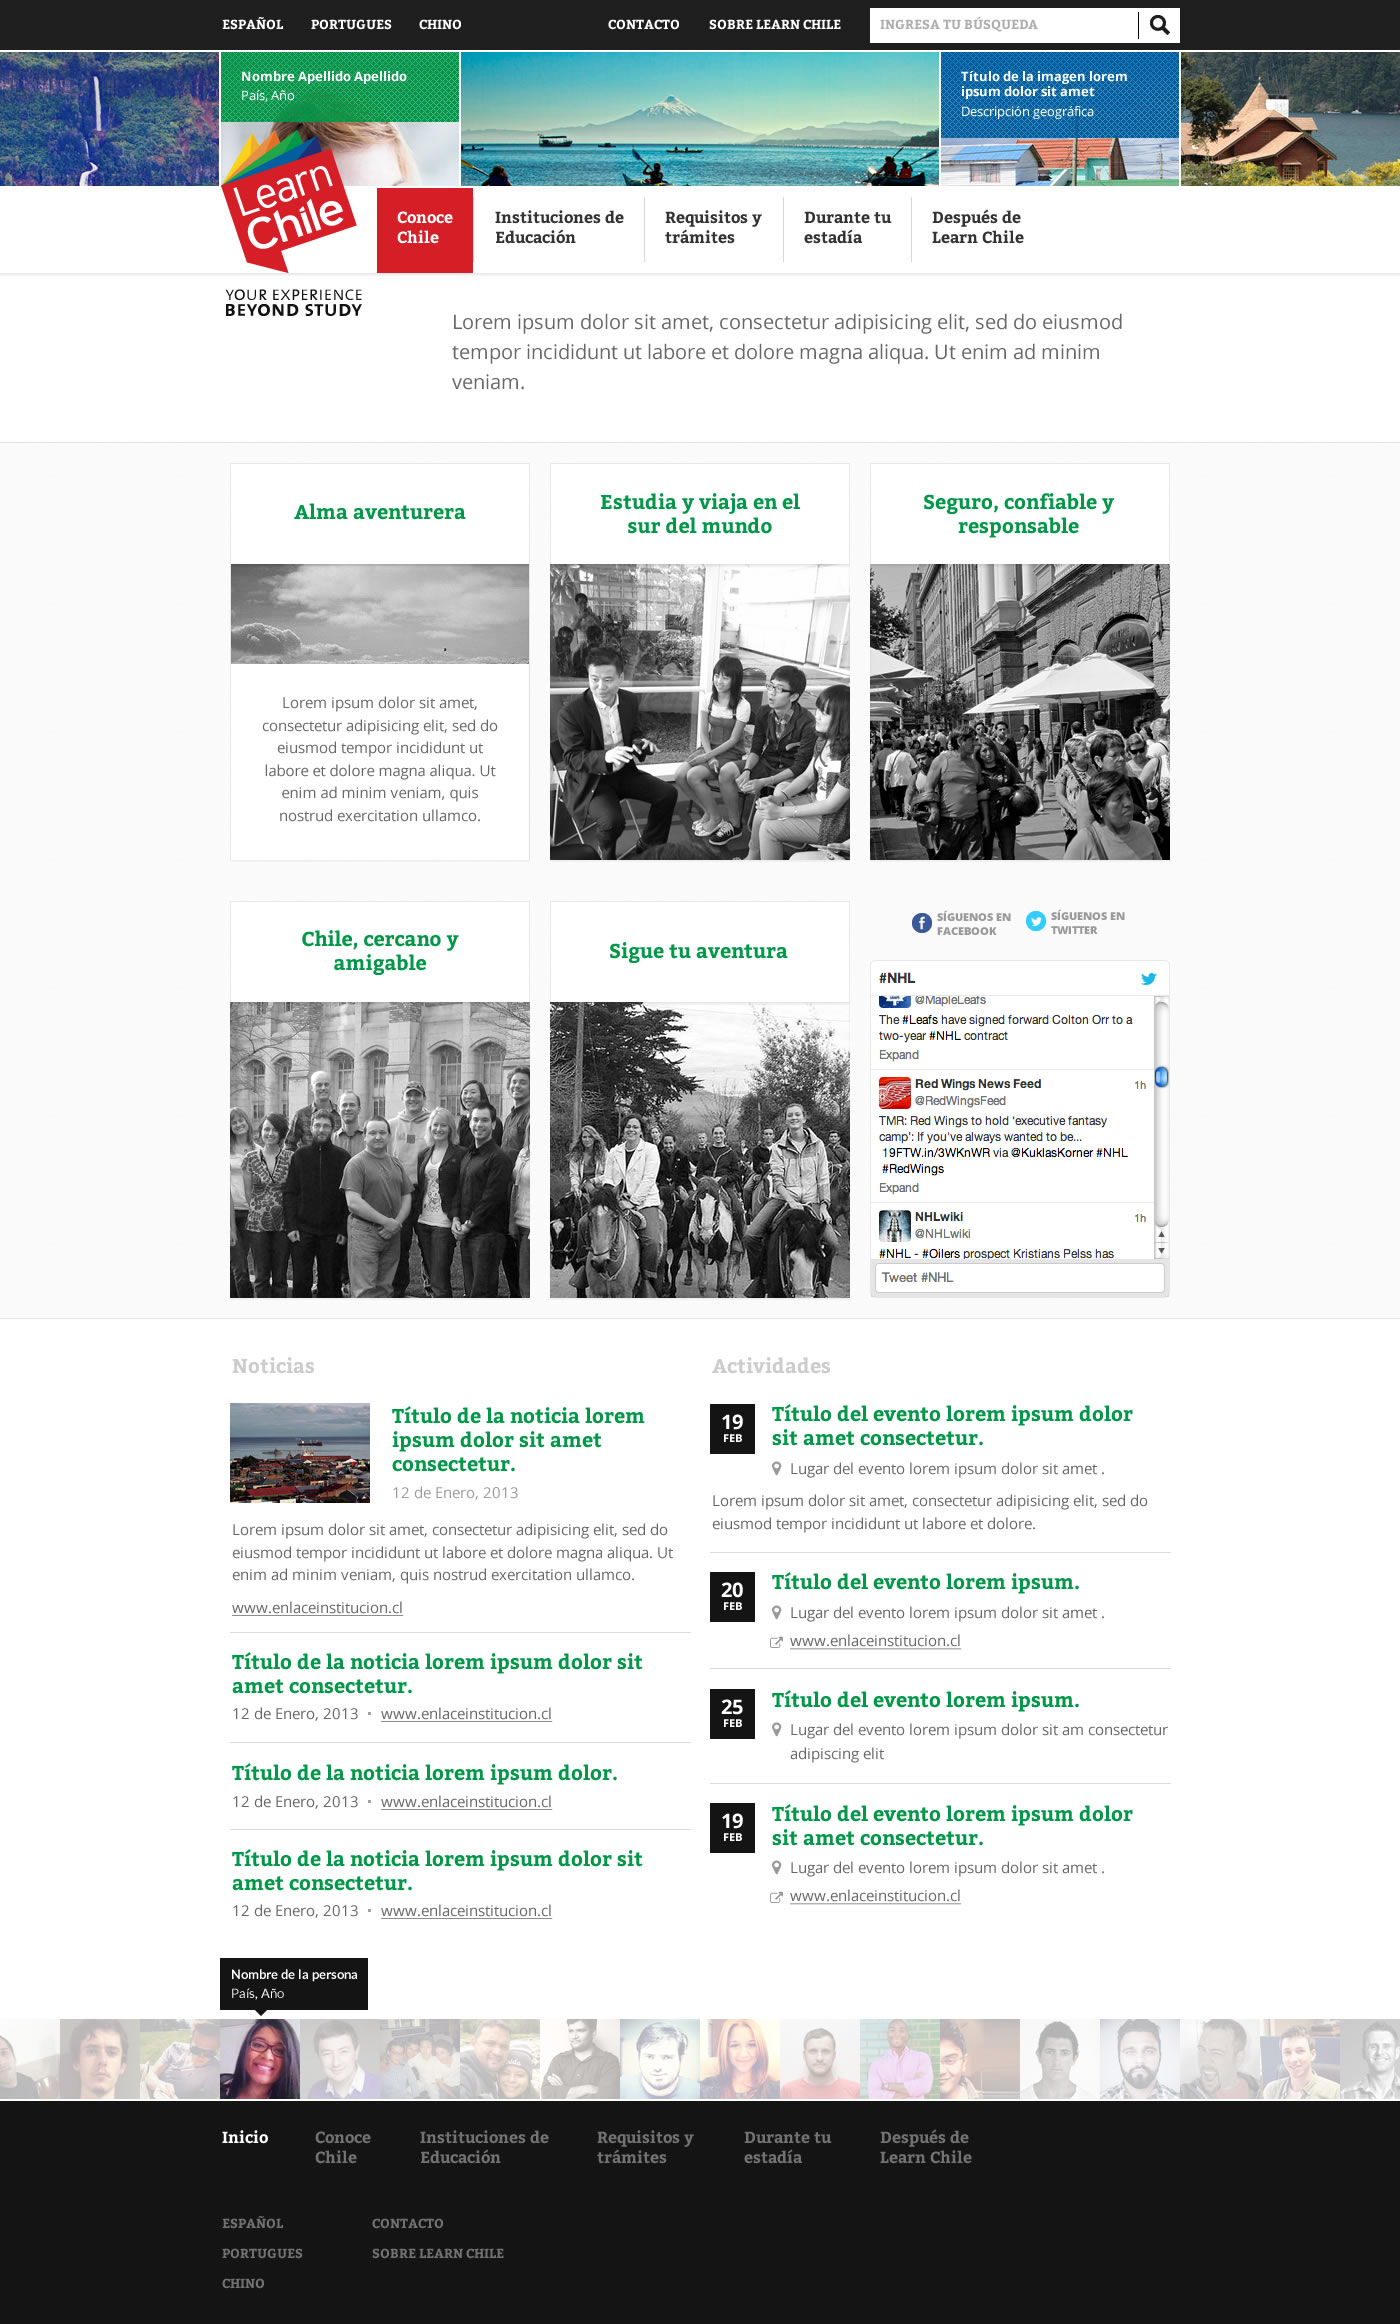 ESPAÑOL PORTUGUES CHINO CONTACTO SOBRE LEARN CHILE INGRESA TU BÚSQUEDA
Nombre Apellido Apellido
País, Año
Título de la imagen lorem
ipsum dolor sit amet
Descripción geográfica
Learn
Chile
YOUR EXPERIENCE
BEYOND STUDY
Conoce
Chile
Instituciones de
Educación
Requisitos y
trámites
Durante tu
estadía
Después de
Learn Chile
Lorem ipsum dolor sit amet, consectetur adipisicing elit, sed do eiusmod
tempor incididunt ut labore et dolore magna aliqua. Ut enim ad minim
veniam.
Alma aventurera
Lorem ipsum dolor sit amet,
consectetur adipisicing elit, sed do
eiusmod tempor incididunt ut
labore et dolore magna aliqua. Ut
enim ad minim veniam, quis
nostrud exercitation ullamco.
Estudia y viaja en el
sur del mundo
Seguro, confiable y
responsable
Chile, cercano y
amigable
Sigue tu aventura
SÍGUENOS EN
FACEBOOK
SÍGUENOS EN
TWITTER
#NHL
@MapleLeafs
The #Leafs have signed forward Colton Orr to a
two-year #NHL contract
Expand
Red Wings News Feed 1h
@RedWingsFeed
TMR: Red Wings to hold 'executive fantasy
camp': If you've always wanted to be...
19FTW.in/3WKnWR via @KuklasKorner #NHL
#RedWings
Expand
NHLwiki 1h
@NHLwiki
#NHL - #Oilers prospect Kristians Pelss has
Tweet #NHL
Noticias
Título de la noticia lorem
ipsum dolor sit amet
consectetur.
12 de Enero, 2013
Lorem ipsum dolor sit amet, consectetur adipisicing elit, sed do
eiusmod tempor incididunt ut labore et dolore magna aliqua. Ut
enim ad minim veniam, quis nostrud exercitation ullamco.
www.enlaceinstitucion.cl
Título de la noticia lorem ipsum dolor sit
amet consectetur.
12 de Enero, 2013 • www.enlaceinstitucion.cl
Título de la noticia lorem ipsum dolor.
12 de Enero, 2013 • www.enlaceinstitucion.cl
Título de la noticia lorem ipsum dolor sit
amet consectetur.
12 de Enero, 2013 • www.enlaceinstitucion.cl
Actividades
19
FEB
Título del evento lorem ipsum dolor
sit amet consectetur.
Lugar del evento lorem ipsum dolor sit amet .
Lorem ipsum dolor sit amet, consectetur adipisicing elit, sed do
eiusmod tempor incididunt ut labore et dolore.
20
FEB
Título del evento lorem ipsum.
Lugar del evento lorem ipsum dolor sit amet .
www.enlaceinstitucion.cl
25
FEB
Título del evento lorem ipsum.
Lugar del evento lorem ipsum dolor sit am consectetur
adipiscing elit
19
FEB
Título del evento lorem ipsum dolor
sit amet consectetur.
Lugar del evento lorem ipsum dolor sit amet .
www.enlaceinstitucion.cl
Nombre de la persona
País, Año
Inicio
Conoce
Chile
Instituciones de
Educación
Requisitos y
trámites
Durante tu
estadía
Después de
Learn Chile
ESPAÑOL
PORTUGUES
CHINO
CONTACTO
SOBRE LEARN CHILE